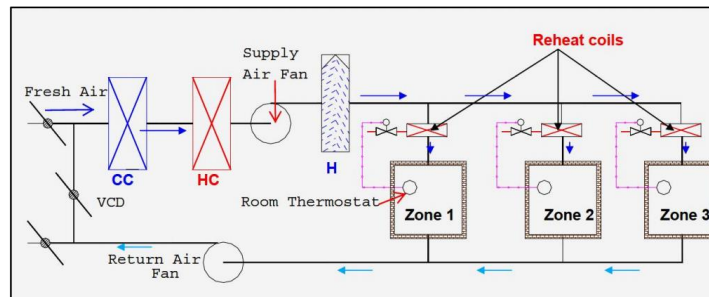 Reheat coils
Supply
Air Fan
Fresh Air
CC
HC
H
VCD
Room Thermostat
Zone 1
Zone 2
Zone 3
Return Air
Fan